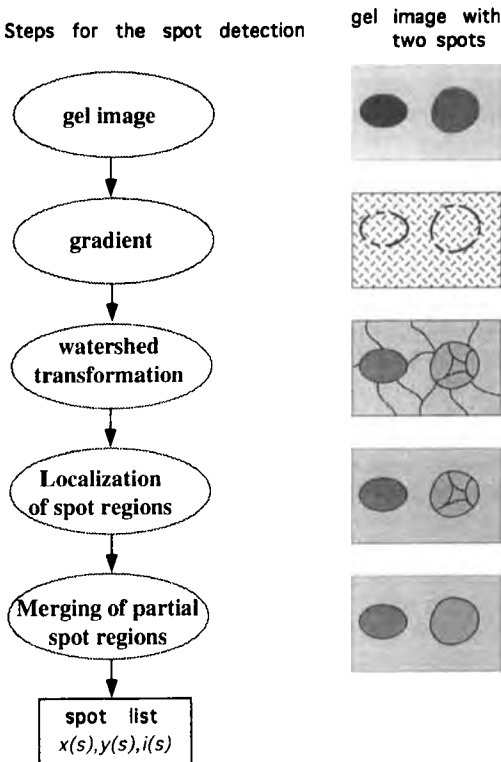 Steps for the spot detection
gel image with
two spots
gel image
gradient
watershed
transformation
Localization
of spot regions
Merging of partial
spot regions
spot list
x(s),y(s),i(s)